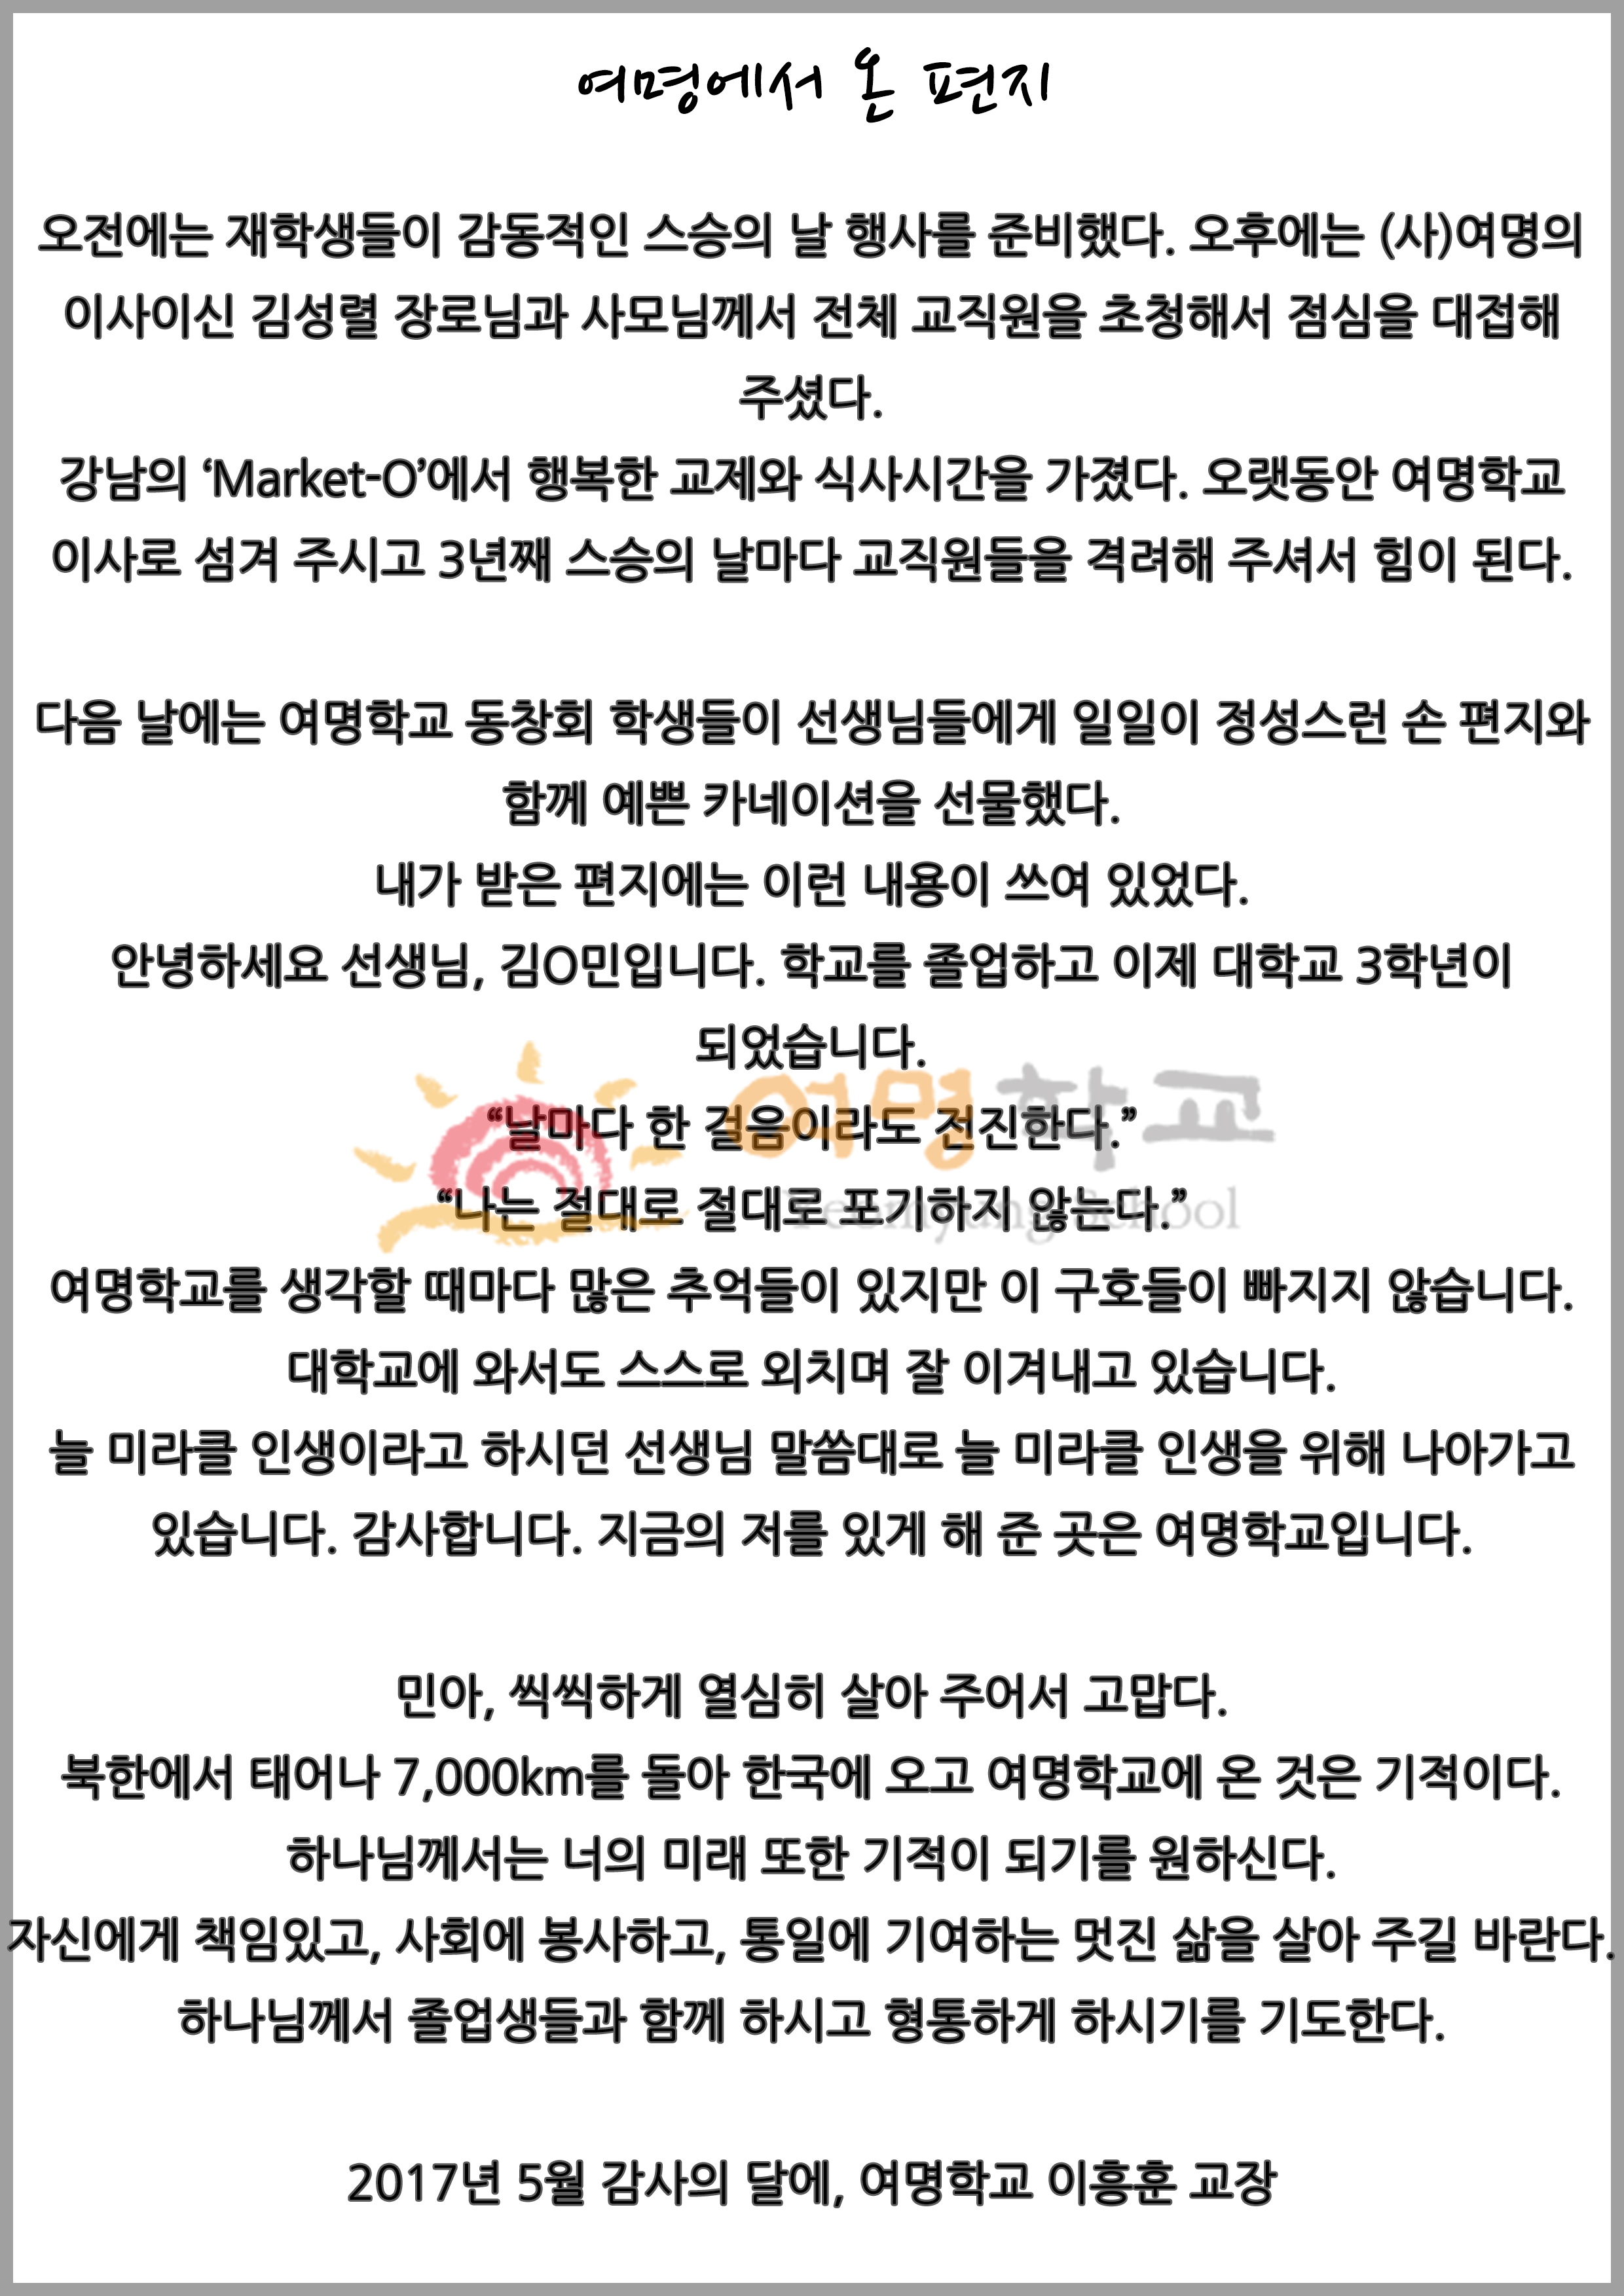 여명에서 온 편지
오전에는 재학생들이 감동적인 스승의 날 행사를 준비했다. 오후에는 (사)여명의
이사이신 김성렬 장로님과 사모님께서 전체 교직원을 초청해서 점심을 대접해
주셨다.
강남의 ‘Market-O’에서 행복한 교제와 식사시간을 가졌다. 오랫동안 여명학교
이사로 섬겨 주시고 3년째 스승의 날마다 교직원들을 격려해 주셔서 힘이 된다.
다음 날에는 여명학교 동창회 학생들이 선생님들에게 일일이 정성스런 손 편지와
함께 예쁜 카네이션을 선물했다.
내가 받은 편지에는 이런 내용이 쓰여 있었다.
안녕하세요 선생님, 김O민입니다. 학교를 졸업하고 이제 대학교 3학년이
되었습니다.
여명학교
“날마다 한 걸음이라도 전진한다.”
“나는 절대로 절대로 포기하지 않는다.”
Yeomyung School
여명학교를 생각할 때마다 많은 추억들이 있지만 이 구호들이 빠지지 않습니다.
대학교에 와서도 스스로 외치며 잘 이겨내고 있습니다.
늘 미라클 인생이라고 하시던 선생님 말씀대로 늘 미라클 인생을 위해 나아가고
있습니다. 감사합니다. 지금의 저를 있게 해 준 곳은 여명학교입니다.
민아, 씩씩하게 열심히 살아 주어서 고맙다.
북한에서 태어나 7,000km를 돌아 한국에 오고 여명학교에 온 것은 기적이다.
하나님께서는 너의 미래 또한 기적이 되기를 원하신다.
자신에게 책임있고, 사회에 봉사하고, 통일에 기여하는 멋진 삶을 살아 주길 바란다.
하나님께서 졸업생들과 함께 하시고 형통하게 하시기를 기도한다.
2017년 5월 감사의 달에, 여명학교 이흥훈 교장